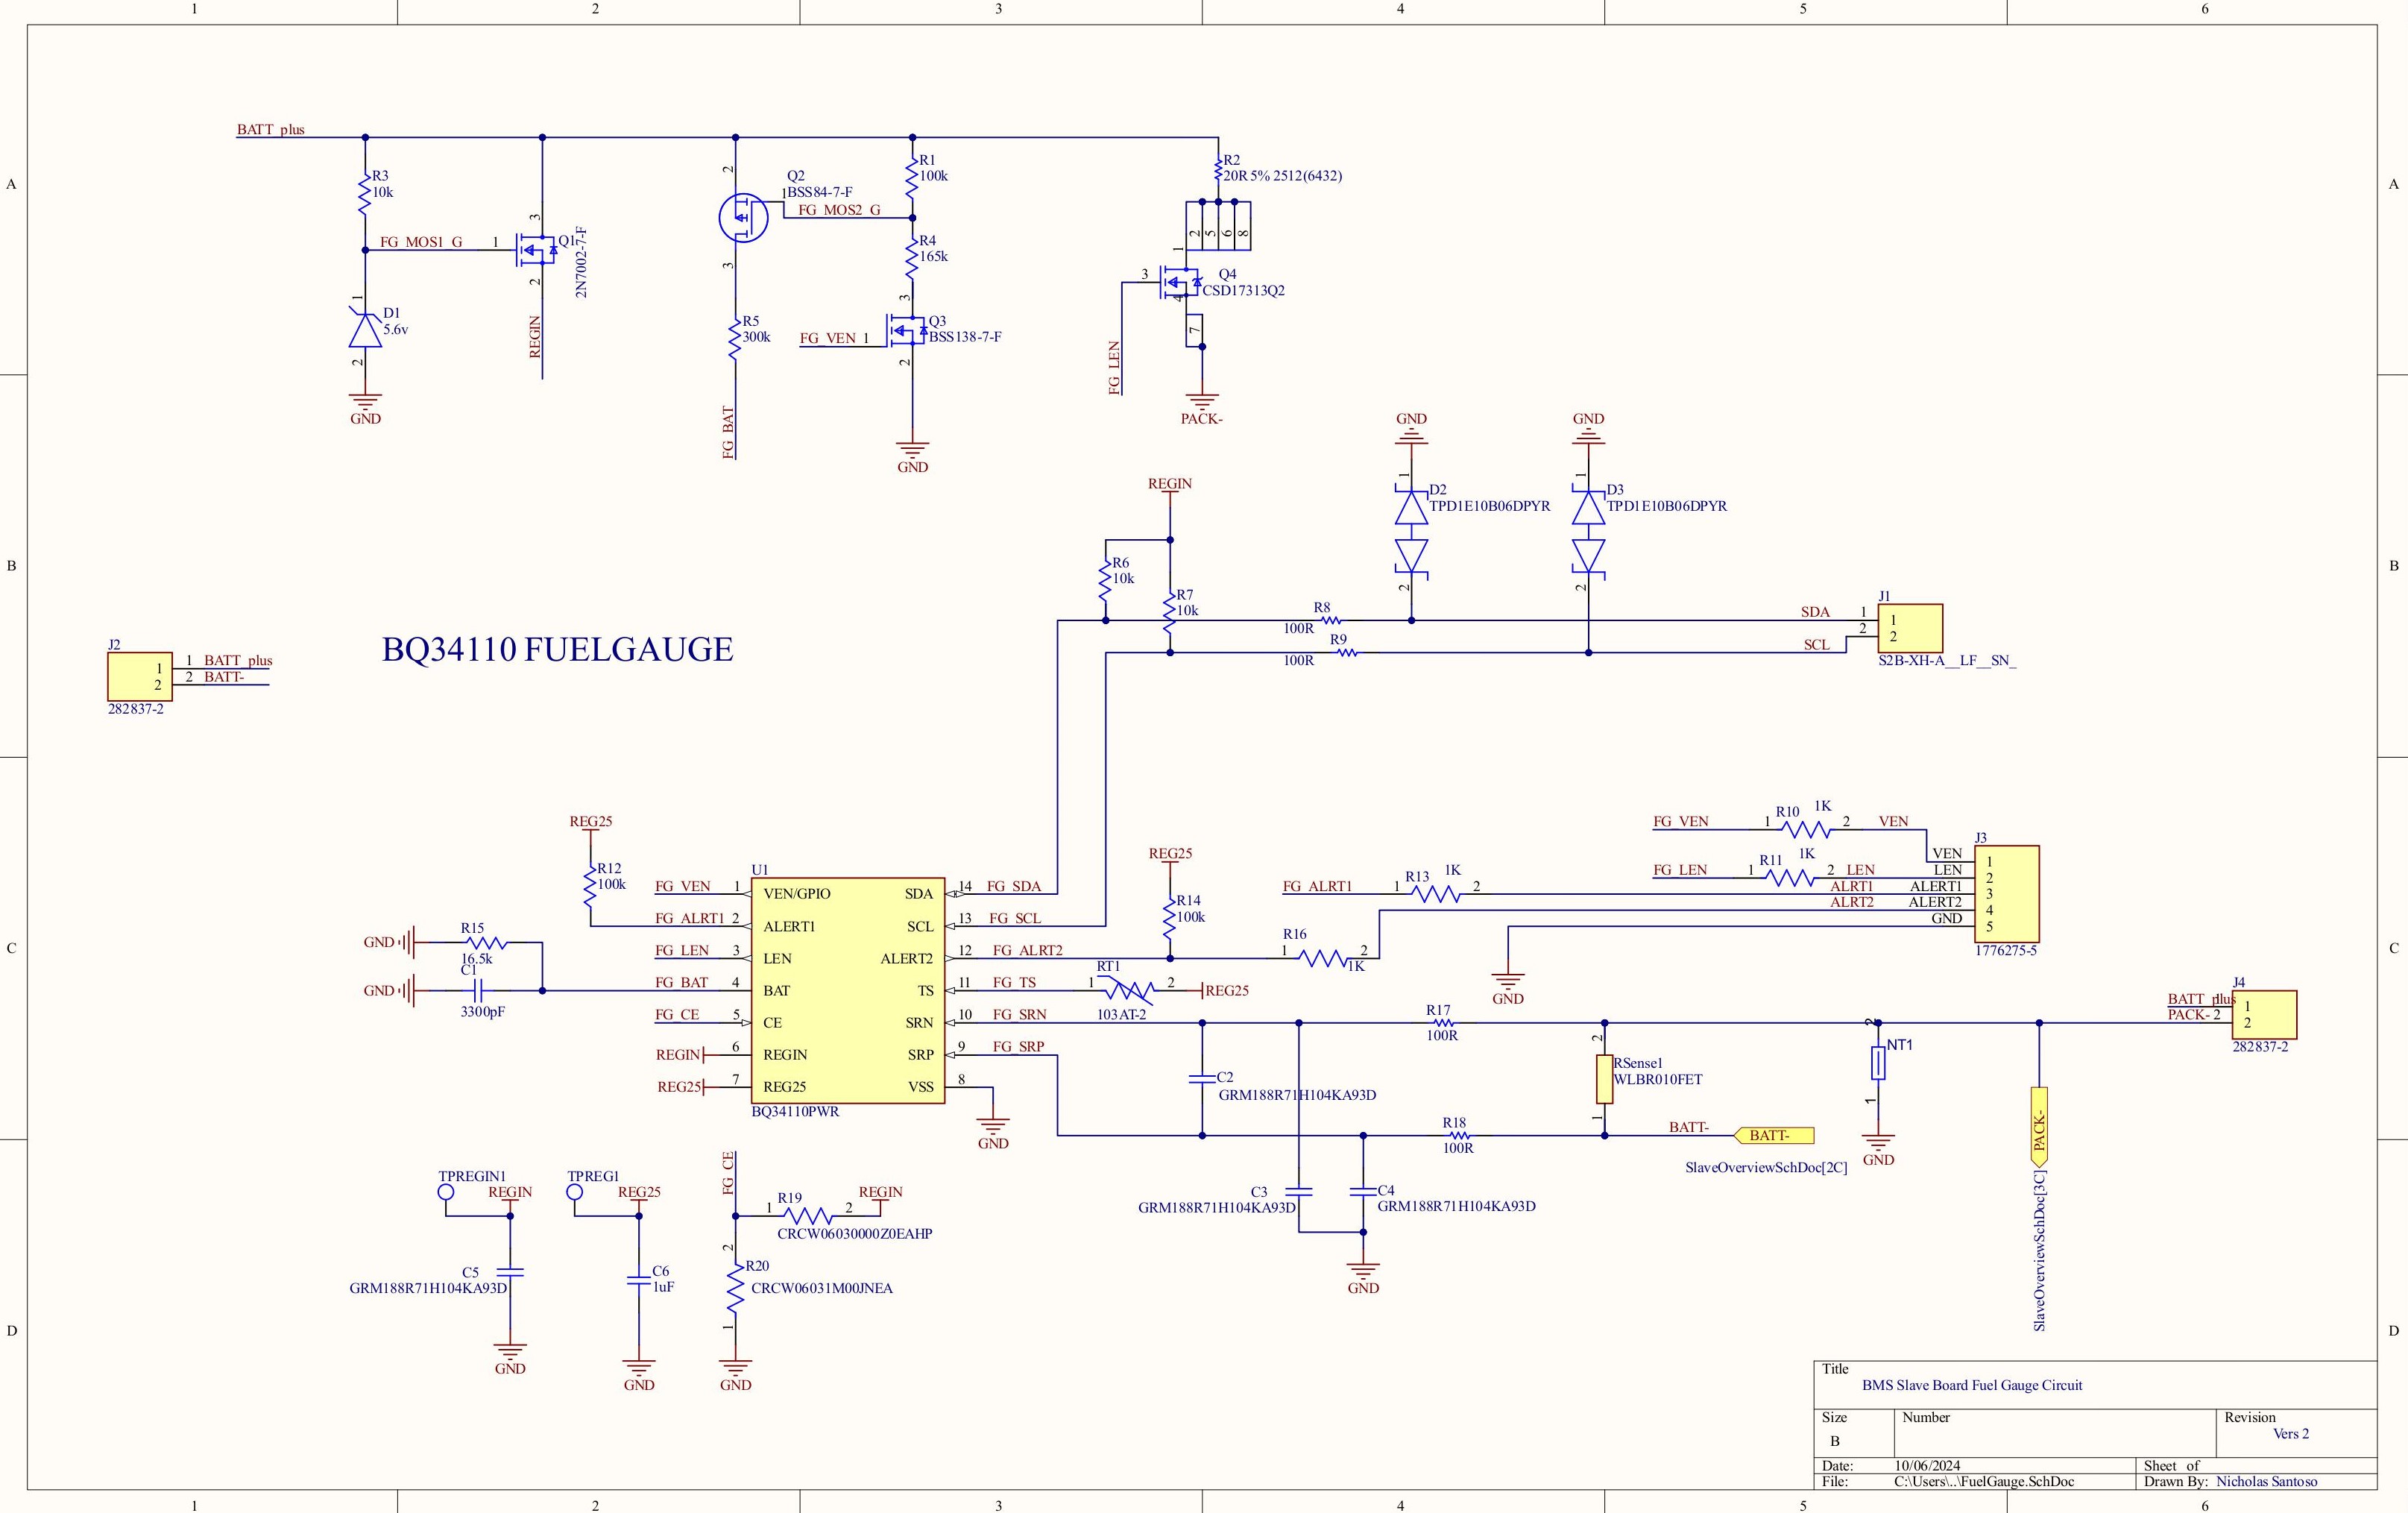 1 2 3 4 5 6
A A
BATT_plus
R3
10k
FG_MOS1_G
1
3
2
Q1
2N7002-7-F
REGIN
1
D1
5.6v
2
GND
2
Q2
BSS84-7-F
1
FG_MOS2_G
3
R5
300k
FG_BAT
R1
100k
R4
165k
3
Q3
BSS138-7-F
FG_VEN 1
2
GND
R2
20R 5% 2512(6432)
2 5 6 8
1
3
Q4
CSD17313Q2
4
7
FG_LEN
PACK-
B B
GND
1
D2
TPD1E10B06DPYR
2
GND
1
D3
TPD1E10B06DPYR
2
REGIN
R6
10k
R7
10k
R8
100R
R9
100R
SDA 1
SCL 2
J1
1
2
S2B-XH-A__LF__SN_
J2
1 1 BATT_plus
2 2 BATT-
282837-2
BQ34110 FUELGAUGE
C C
REG25
R12
100k
GND
R15
16.5k
GND
C1
3300pF
U1
FG_VEN 1 VEN/GPIO
FG_ALRT1 2 ALERT1
FG_LEN 3 LEN
FG_BAT 4 BAT
FG_CE 5 CE
REGIN 6 REGIN
REG25 7 REG25
BQ34110PWR
SDA 14 FG_SDA
SCL 13 FG_SCL
ALERT2 12 FG_ALRT2
TS 11 FG_TS
SRN 10 FG_SRN
SRP 9 FG_SRP
VSS 8
GND
REG25
R14
100k
RT1
1 2 REG25
103AT-2
R16
1 2
1K
FG_ALRT1 1 R13 1K 2
FG_VEN 1 R10 1K 2 VEN
FG_LEN 1 R11 1K 2 LEN
ALRT1
ALRT2
J3
VEN 1
LEN 2
ALERT1 3
ALERT2 4
GND 5
1776275-5
GND
J4
BATT_plus 1 1
PACK- 2 2
282837-2
R17
100R
C2
GRM188R71H104KA93D
2
RSense1
WLBR010FET
1
2
NT1
1
GND
R18
100R
BATT-
BATT-
SlaveOverviewSchDoc[2C]
PACK-
SlaveOverviewSchDoc[3C]
C3
GRM188R71H104KA93D
C4
GRM188R71H104KA93D
GND
D D
TPREGIN1
REGIN
C5
GRM188R71H104KA93D
GND
TPREG1
REG25
C6
1uF
GND
FG_CE
1 R19 2 REGIN
CRCW06030000Z0EAHP
2
R20
CRCW06031M00JNEA
1
GND
Title
BMS Slave Board Fuel Gauge Circuit
Size Number Revision
B Vers 2
Date: 10/06/2024 Sheet of
File: C:\Users\..\FuelGauge.SchDoc Drawn By: Nicholas Santoso
1 2 3 4 5 6